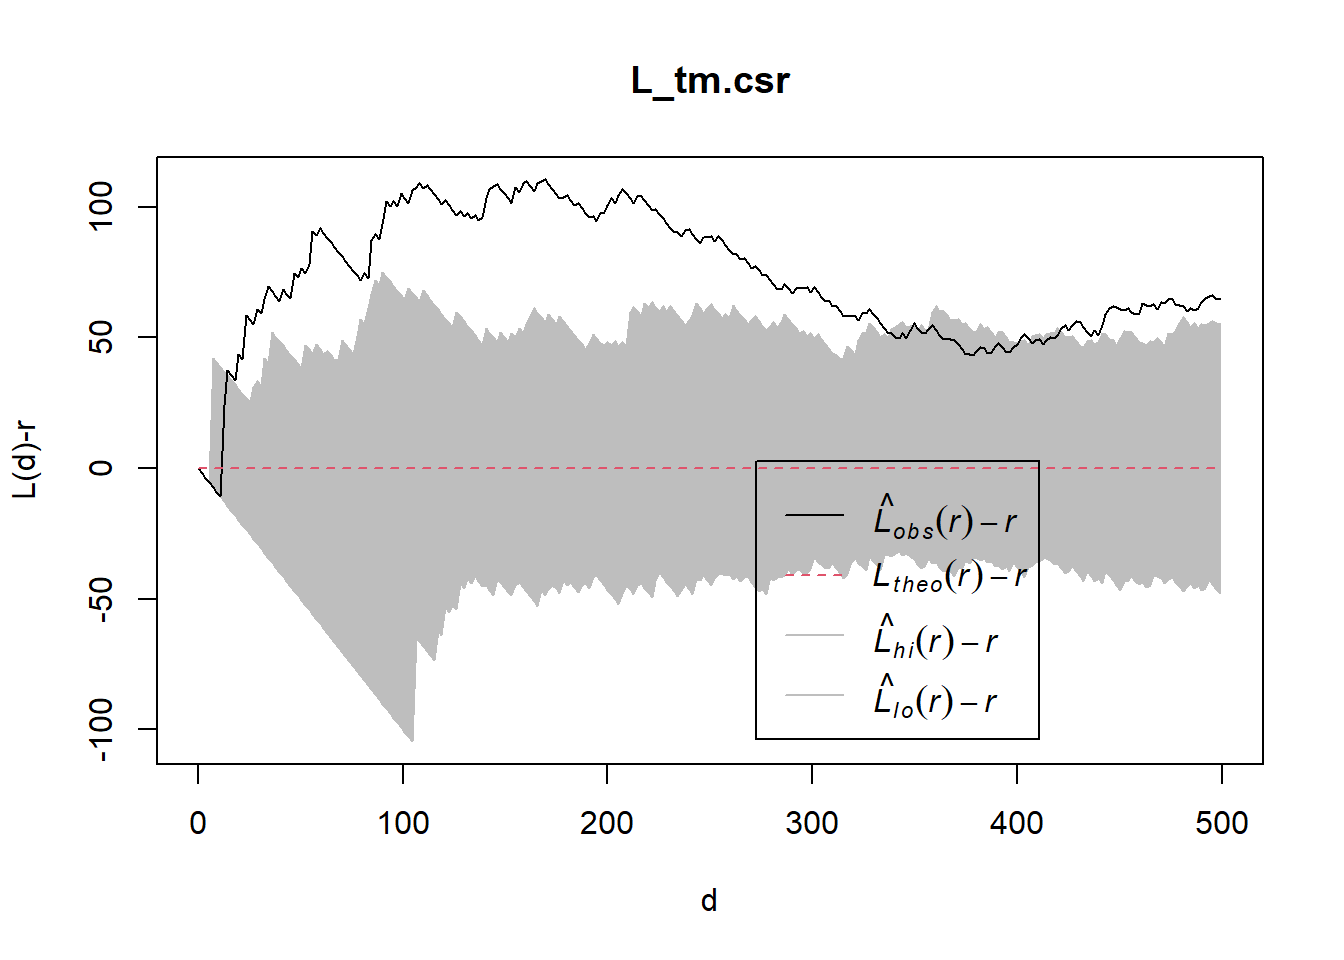 L_tm.csr
L(d)-r
100
50
0
-50
-100
L̂obs(r) – r
Ltheo(r) – r
L̂hi(r) – r
L̂lo(r) – r
0 100 200 300 400 500
d